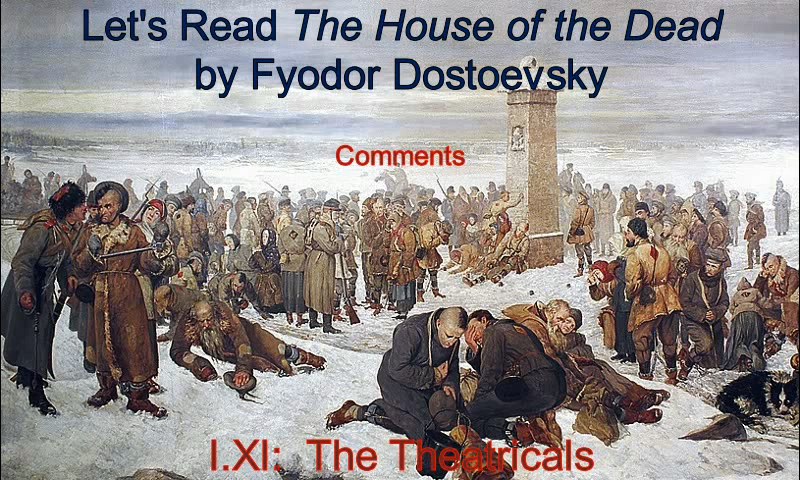 Let's Read The House of the Dead
by Fyodor Dostoevsky
Comments
I.XI:  The Theatricals